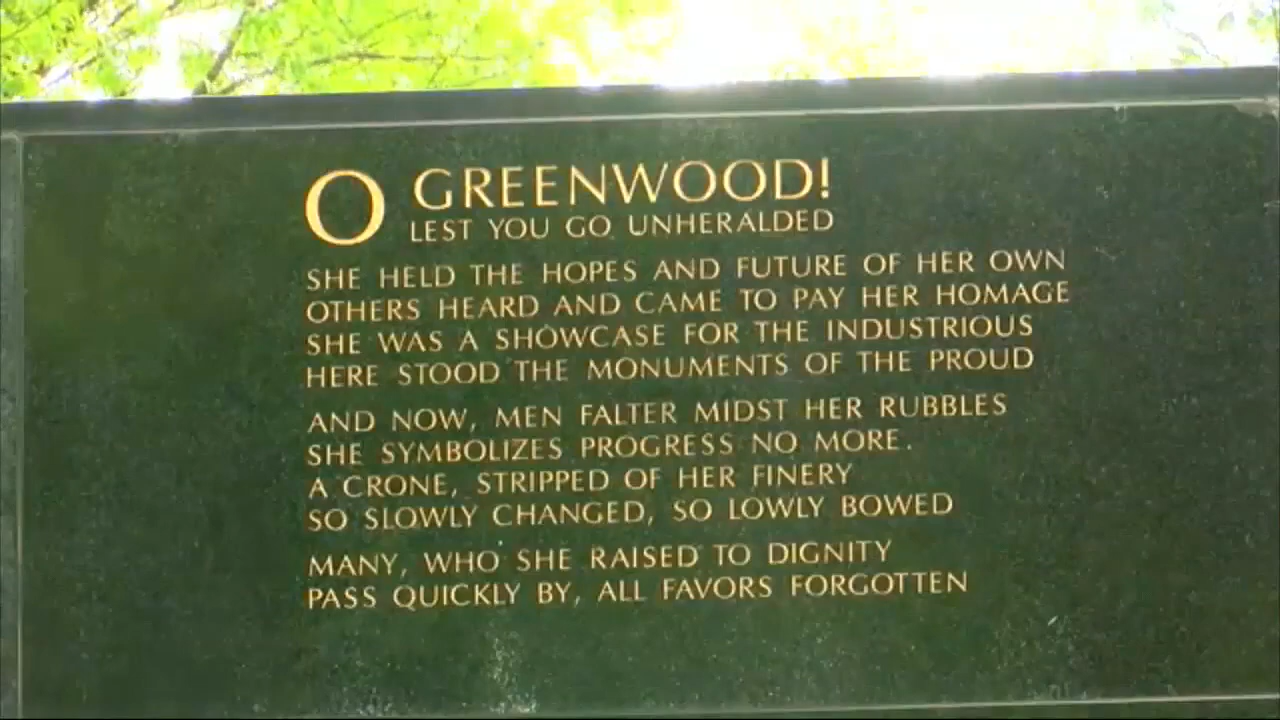 O GREENWOOD!
LEST YOU GO UNHERALDED
SHE HELD THE HOPES AND FUTURE OF HER OWN
OTHERS HEARD AND CAME TO PAY HER HOMAGE
SHE WAS A SHOWCASE FOR THE INDUSTRIOUS
HERE STOOD THE MONUMENTS OF THE PROUD
AND NOW, MEN FALTER MIDST HER RUBBLES
SHE SYMBOLIZES PROGRESS NO MORE.
A CRONE, STRIPPED OF HER FINERY
SO SLOWLY CHANGED, SO LOWLY BOWED
MANY, WHO SHE RAISED TO DIGNITY
PASS QUICKLY BY, ALL FAVORS FORGOTTEN